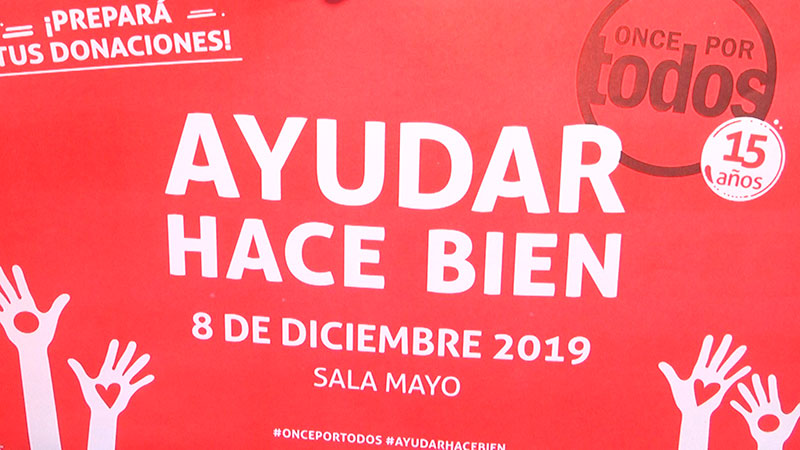 ¡PREPARÁ
TUS DONACIONES!
ONCE POR
todos
15
años
AYUDAR
HACE BIEN
8 DE DICIEMBRE 2019
SALA MAYO
#ONCEPORTODOS #AYUDARHACEBIEN